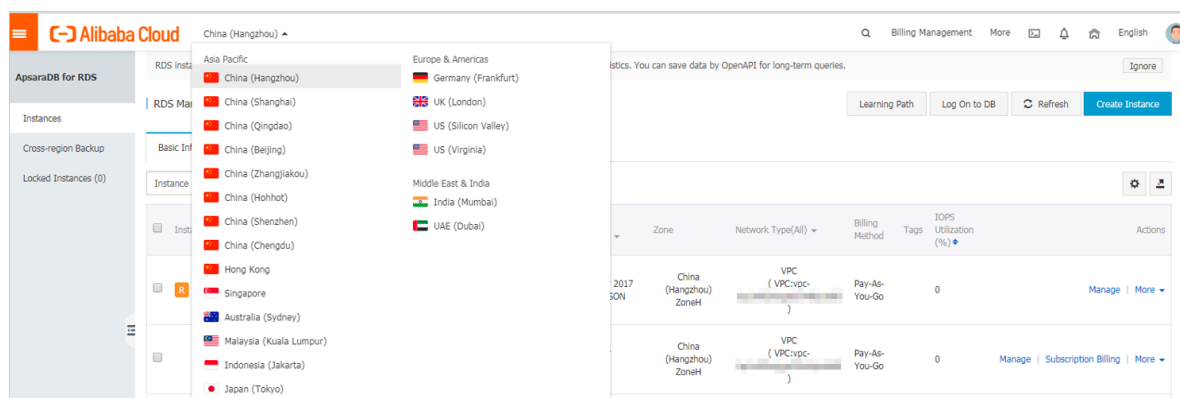 Alibaba Cloud
China (Hangzhou)
Billing Management More English
ApsaraDB for RDS
Instances
Cross-region Backup
Locked Instances (0)
RDS insta
istics. You can save data by OpenAPI for long-term queries.
Ignore
RDS Mar
Learning Path Log On to DB Refresh Create Instance
Basic Inf
Instance
Asia Pacific
China (Hangzhou)
China (Shanghai)
China (Qingdao)
China (Beijing)
China (Zhangjiakou)
China (Hohhot)
China (Shenzhen)
China (Chengdu)
Hong Kong
Singapore
Australia (Sydney)
Malaysia (Kuala Lumpur)
Indonesia (Jakarta)
Japan (Tokyo)
Europe & Americas
Germany (Frankfurt)
UK (London)
US (Silicon Valley)
US (Virginia)
Middle East & India
India (Mumbai)
UAE (Dubai)
Insta
Zone
Network Type(All)
Billing
Method
Tags
IOPS
Utilization
(%)
Actions
R
2017
SON
China
(Hangzhou)
ZoneH
VPC
( VPC:vpc-
)
Pay-As-
You-Go
0
Manage | More
China
(Hangzhou)
ZoneH
VPC
( VPC:vpc-
)
Pay-As-
You-Go
0
Manage | Subscription Billing | More